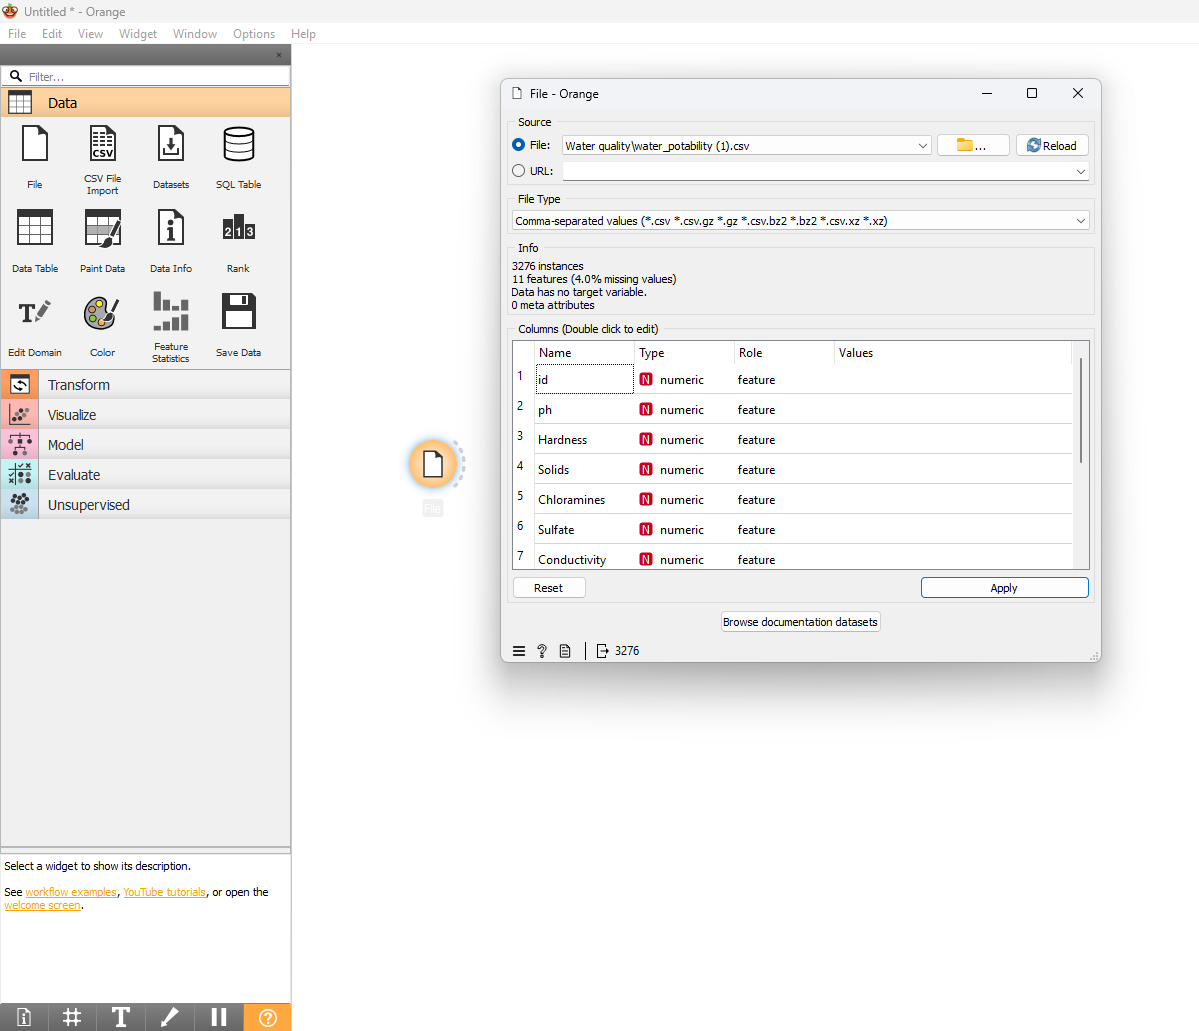 Untitled * - Orange
File Edit View Widget Window Options Help
Filter...
Data
File
CSV File Import
Datasets
SQL Table
Data Table
Paint Data
Data Info
Rank
Edit Domain
Color
Feature Statistics
Save Data
Transform
Visualize
Model
Evaluate
Unsupervised
Select a widget to show its description.
See workflow examples, YouTube tutorials, or open the
welcome screen.
File
File - Orange
Source
File: Water quality\water_potability (1).csv ... Reload
URL:
File Type
Comma-separated values (*.csv *.csv.gz *.gz *.csv.bz2 *.bz2 *.csv.xz *.xz)
Info
3276 instances
11 features (4.0% missing values)
Data has no target variable.
0 meta attributes
Columns (Double click to edit)
Name Type Role Values
1 id N numeric feature
2 ph N numeric feature
3 Hardness N numeric feature
4 Solids N numeric feature
5 Chloramines N numeric feature
6 Sulfate N numeric feature
7 Conductivity N numeric feature
Reset Apply
Browse documentation datasets
3276